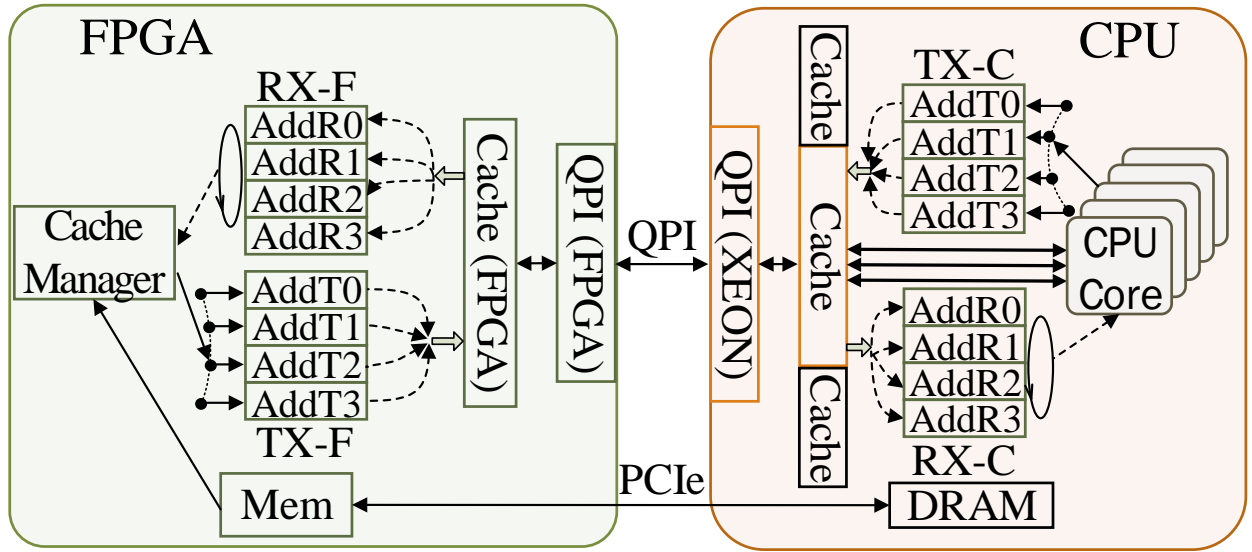 FPGA
RX-F
AddR0
AddR1
AddR2
AddR3
Cache
Manager
AddT0
AddT1
AddT2
AddT3
TX-F
Mem
Cache (FPGA)
QPI (FPGA)
QPI
PCIe
CPU
QPI (XEON)
Cache
Cache
Cache
TX-C
AddT0
AddT1
AddT2
AddT3
CPU
Core
AddR0
AddR1
AddR2
AddR3
RX-C
DRAM